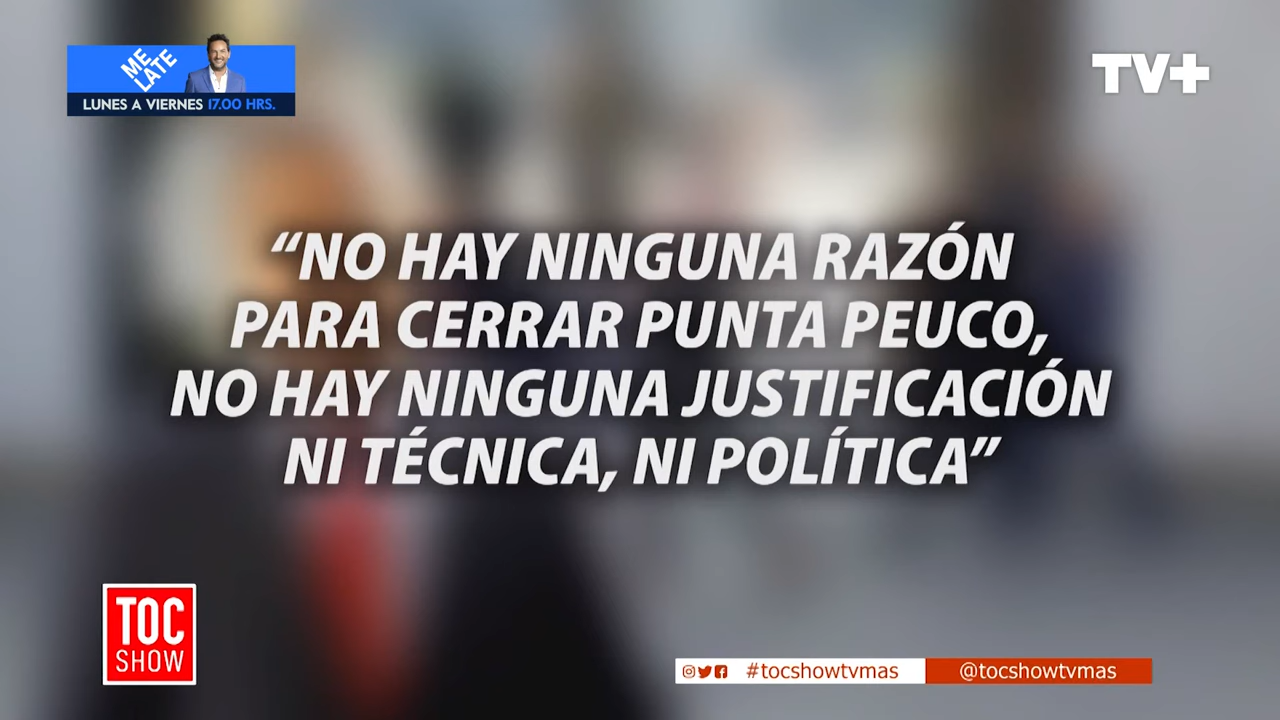 ME
LATE
LUNES A VIERNES 17.00 HRS.
TV+
“NO HAY NINGUNA RAZÓN
PARA CERRAR PUNTA PEUCO,
NO HAY NINGUNA JUSTIFICACIÓN
NI TÉCNICA, NI POLÍTICA”
TOC
SHOW
#tocshowtvmas
@tocshowtvmas